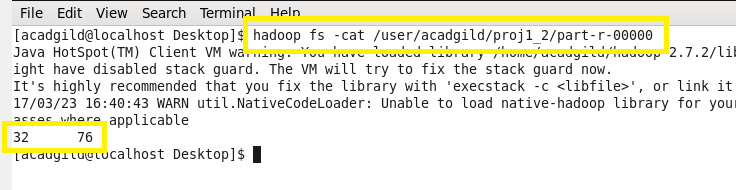 File Edit View Search Terminal Help
[acadgild@localhost Desktop]$ hadoop fs -cat /user/acadgild/proj1_2/part-r-00000
Java HotSpot(TM) Client VM warning: You have loaded library /home/acadgild/hadoop-2.7.2/lib
ight have disabled stack guard. The VM will try to fix the stack guard now.
It's highly recommended that you fix the library with 'execstack -c <libfile>', or link it
17/03/23 16:40:43 WARN util.NativeCodeLoader: Unable to load native-hadoop library for your
asses where applicable
32 76
[acadgild@localhost Desktop]$